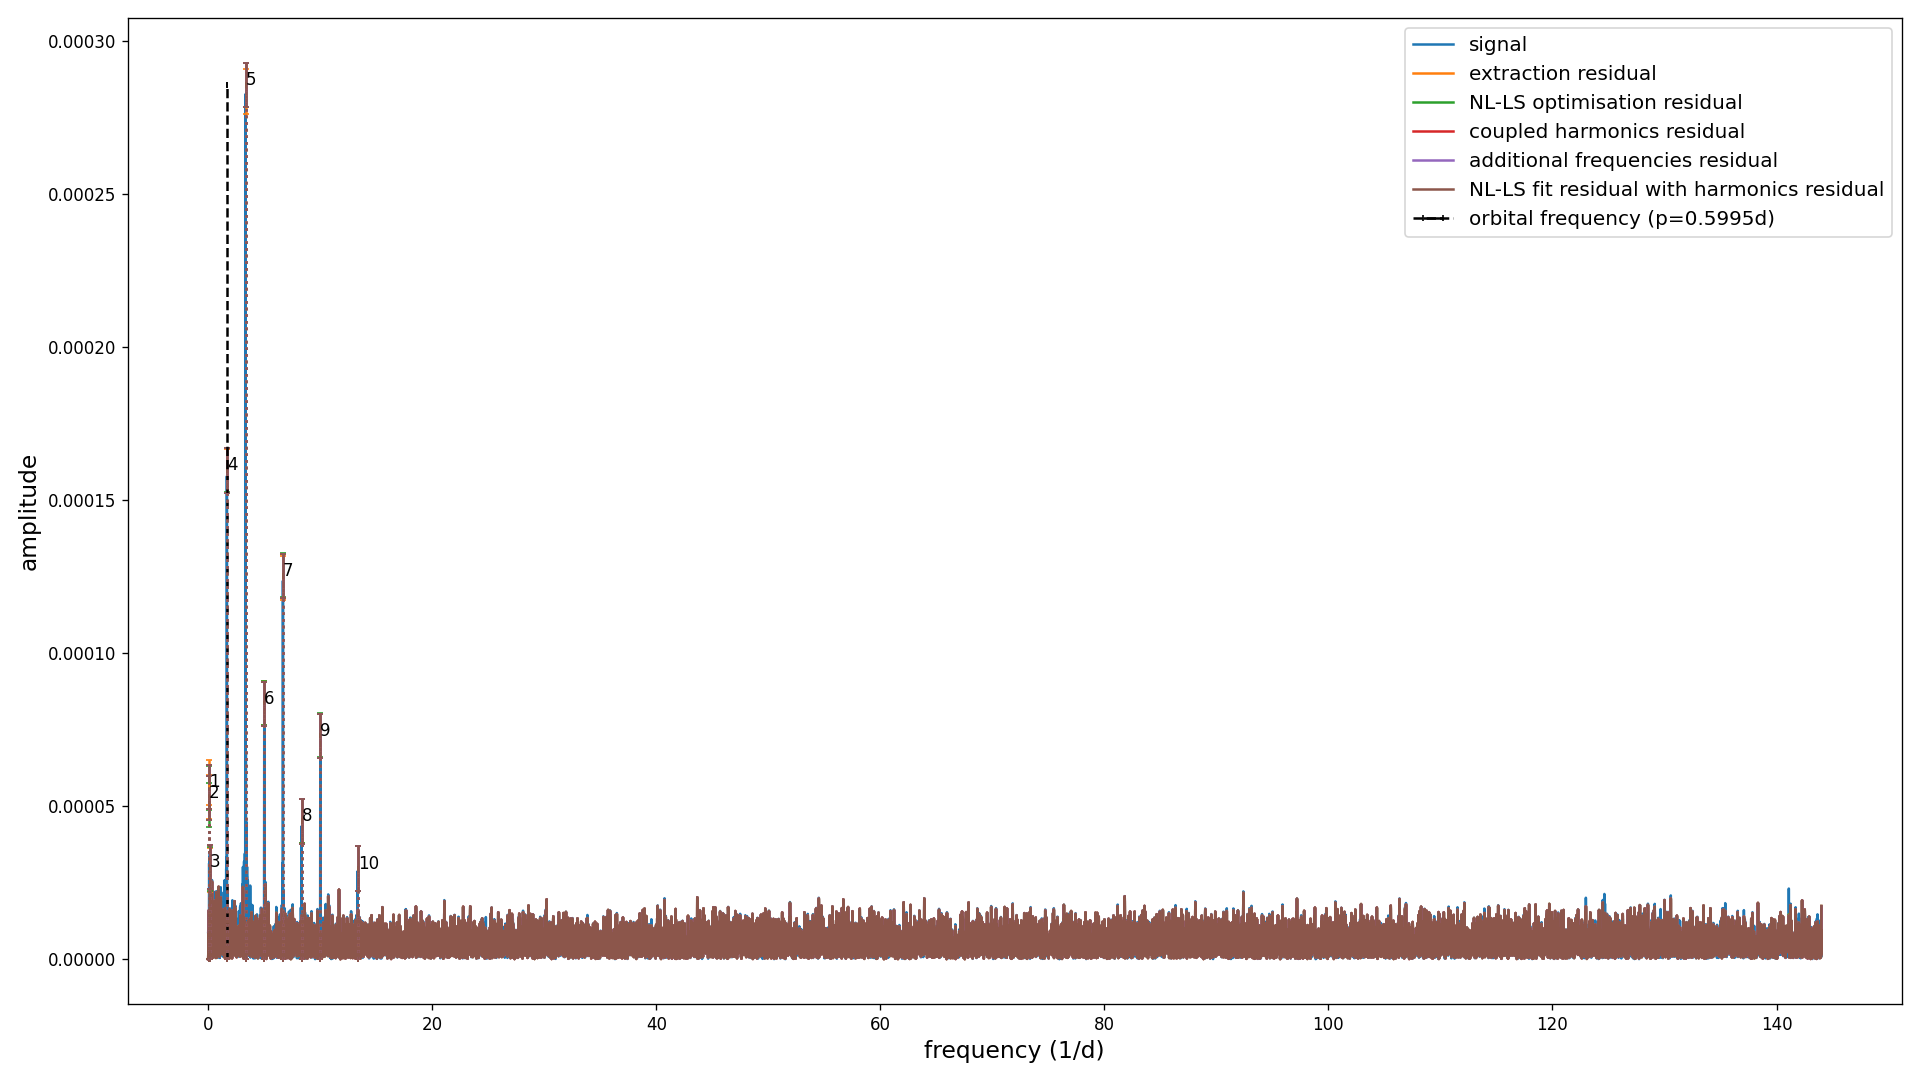 0.00030
0.00025
0.00020
0.00015
0.00010
0.00005
0.00000
amplitude
5
4
7
6
9
1
2
8
3
10
signal
extraction residual
NL-LS optimisation residual
coupled harmonics residual
additional frequencies residual
NL-LS fit residual with harmonics residual
orbital frequency (p=0.5995d)
0 20 40 60 80 100 120 140
frequency (1/d)